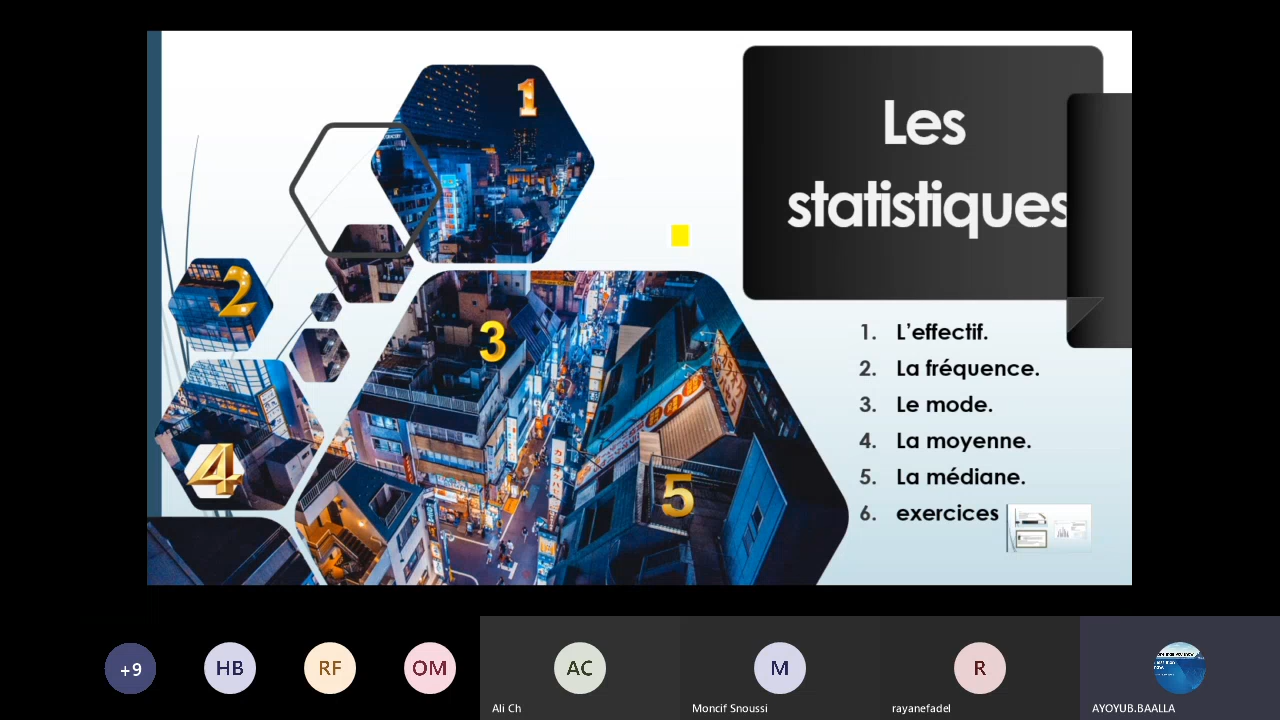 Les
statistiques
1
2
3
4
5
1. L'effectif.
2. La fréquence.
3. Le mode.
4. La moyenne.
5. La médiane.
6. exercices
+9
HB
RF
OM
AC
M
R
Ali Ch
Moncif Snoussi
rayanefadel
AYOYUB.BAALLA